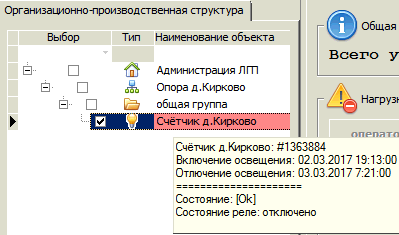 Организационно-производственная структура
Выбор Тип Наименование объекта
Администрация ЛГП
Опора д.Кирково
общая группа
Счётчик д.Кирково
Счётчик д.Кирково: #1363884
Включение освещения: 02.03.2017 19:13:00
Отлючение освещения: 03.03.2017 7:21:00
=====================
Состояние: [Ok]
Состояние реле: отключено
Общая
Всего у
Нагрузк
операто